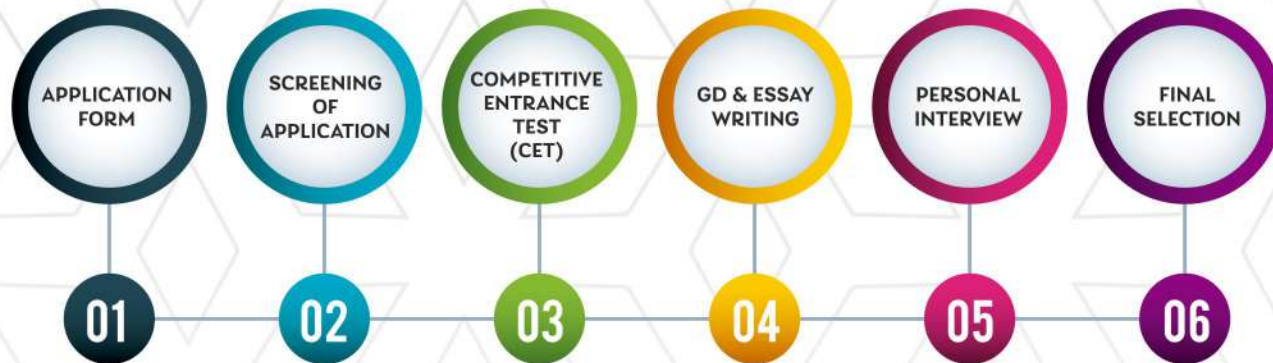 APPLICATION
FORM
SCREENING
OF
APPLICATION
COMPETITIVE
ENTRANCE
TEST
(CET)
GD & ESSAY
WRITING
PERSONAL
INTERVIEW
FINAL
SELECTION
01
02
03
04
05
06